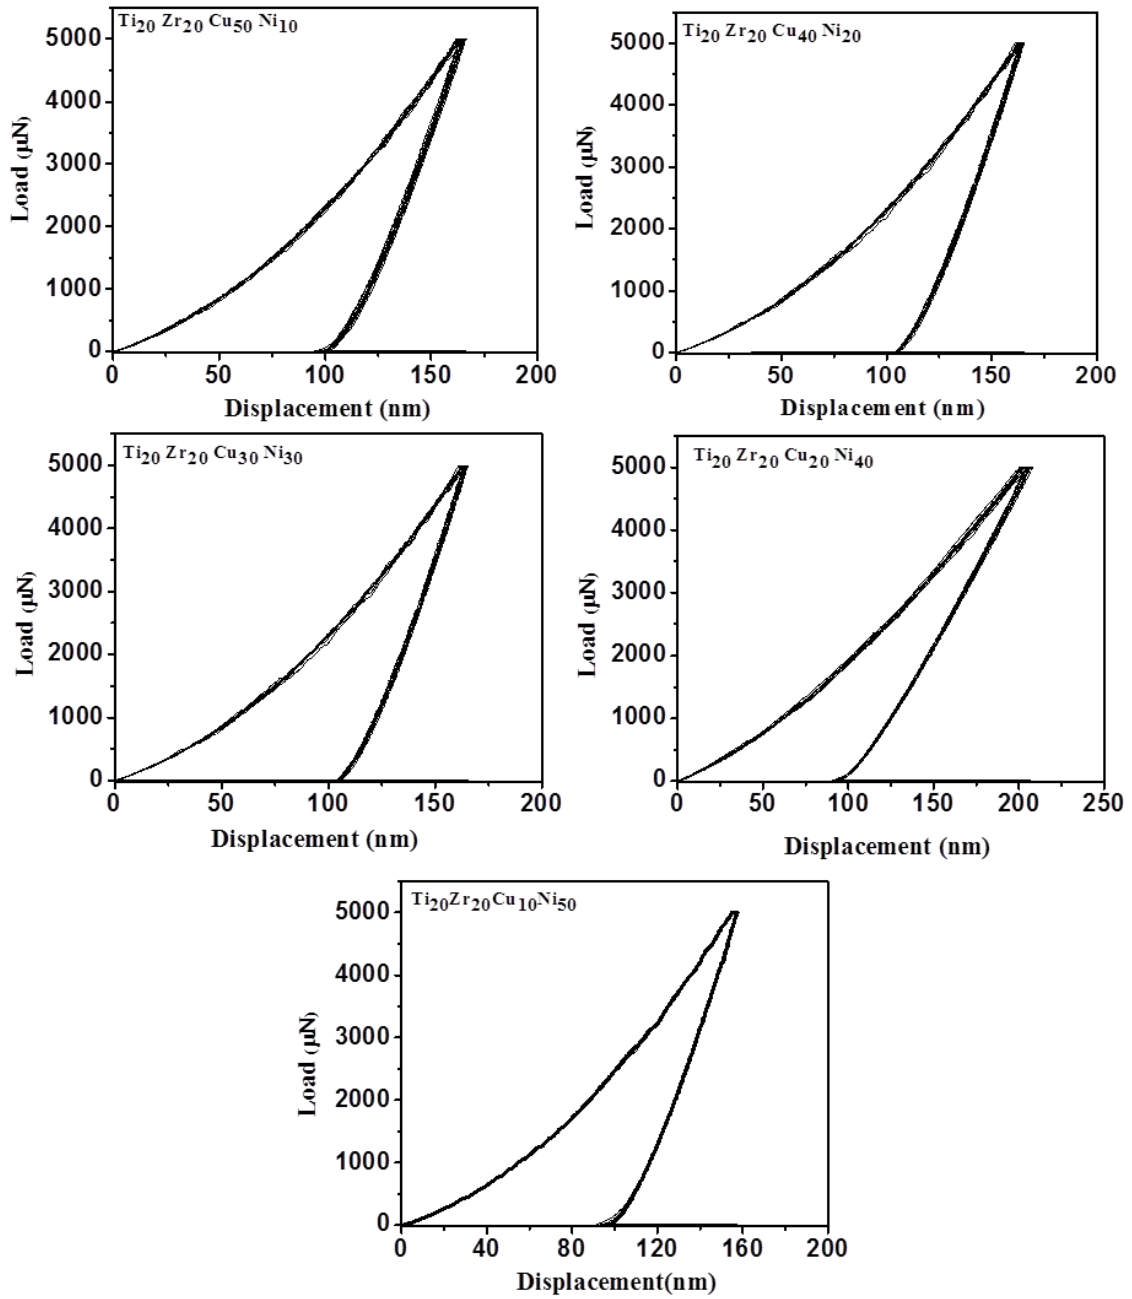 Ti20 Zr20 Cu50 Ni10
5000
4000
3000
2000
1000
0
Load (µN)
0 50 100 150 200
Displacement (nm)
Ti20 Zr20 Cu40 Ni20
5000
4000
3000
2000
1000
0
Load (µN)
0 50 100 150 200
Displacement (nm)
Ti20 Zr20 Cu30 Ni30
5000
4000
3000
2000
1000
0
Load (µN)
0 50 100 150 200
Displacement (nm)
Ti20 Zr20 Cu20 Ni40
5000
4000
3000
2000
1000
0
Load (µN)
0 50 100 150 200 250
Displacement (nm)
Ti20Zr20Cu10Ni50
5000
4000
3000
2000
1000
0
Load (µN)
0 40 80 120 160 200
Displacement(nm)